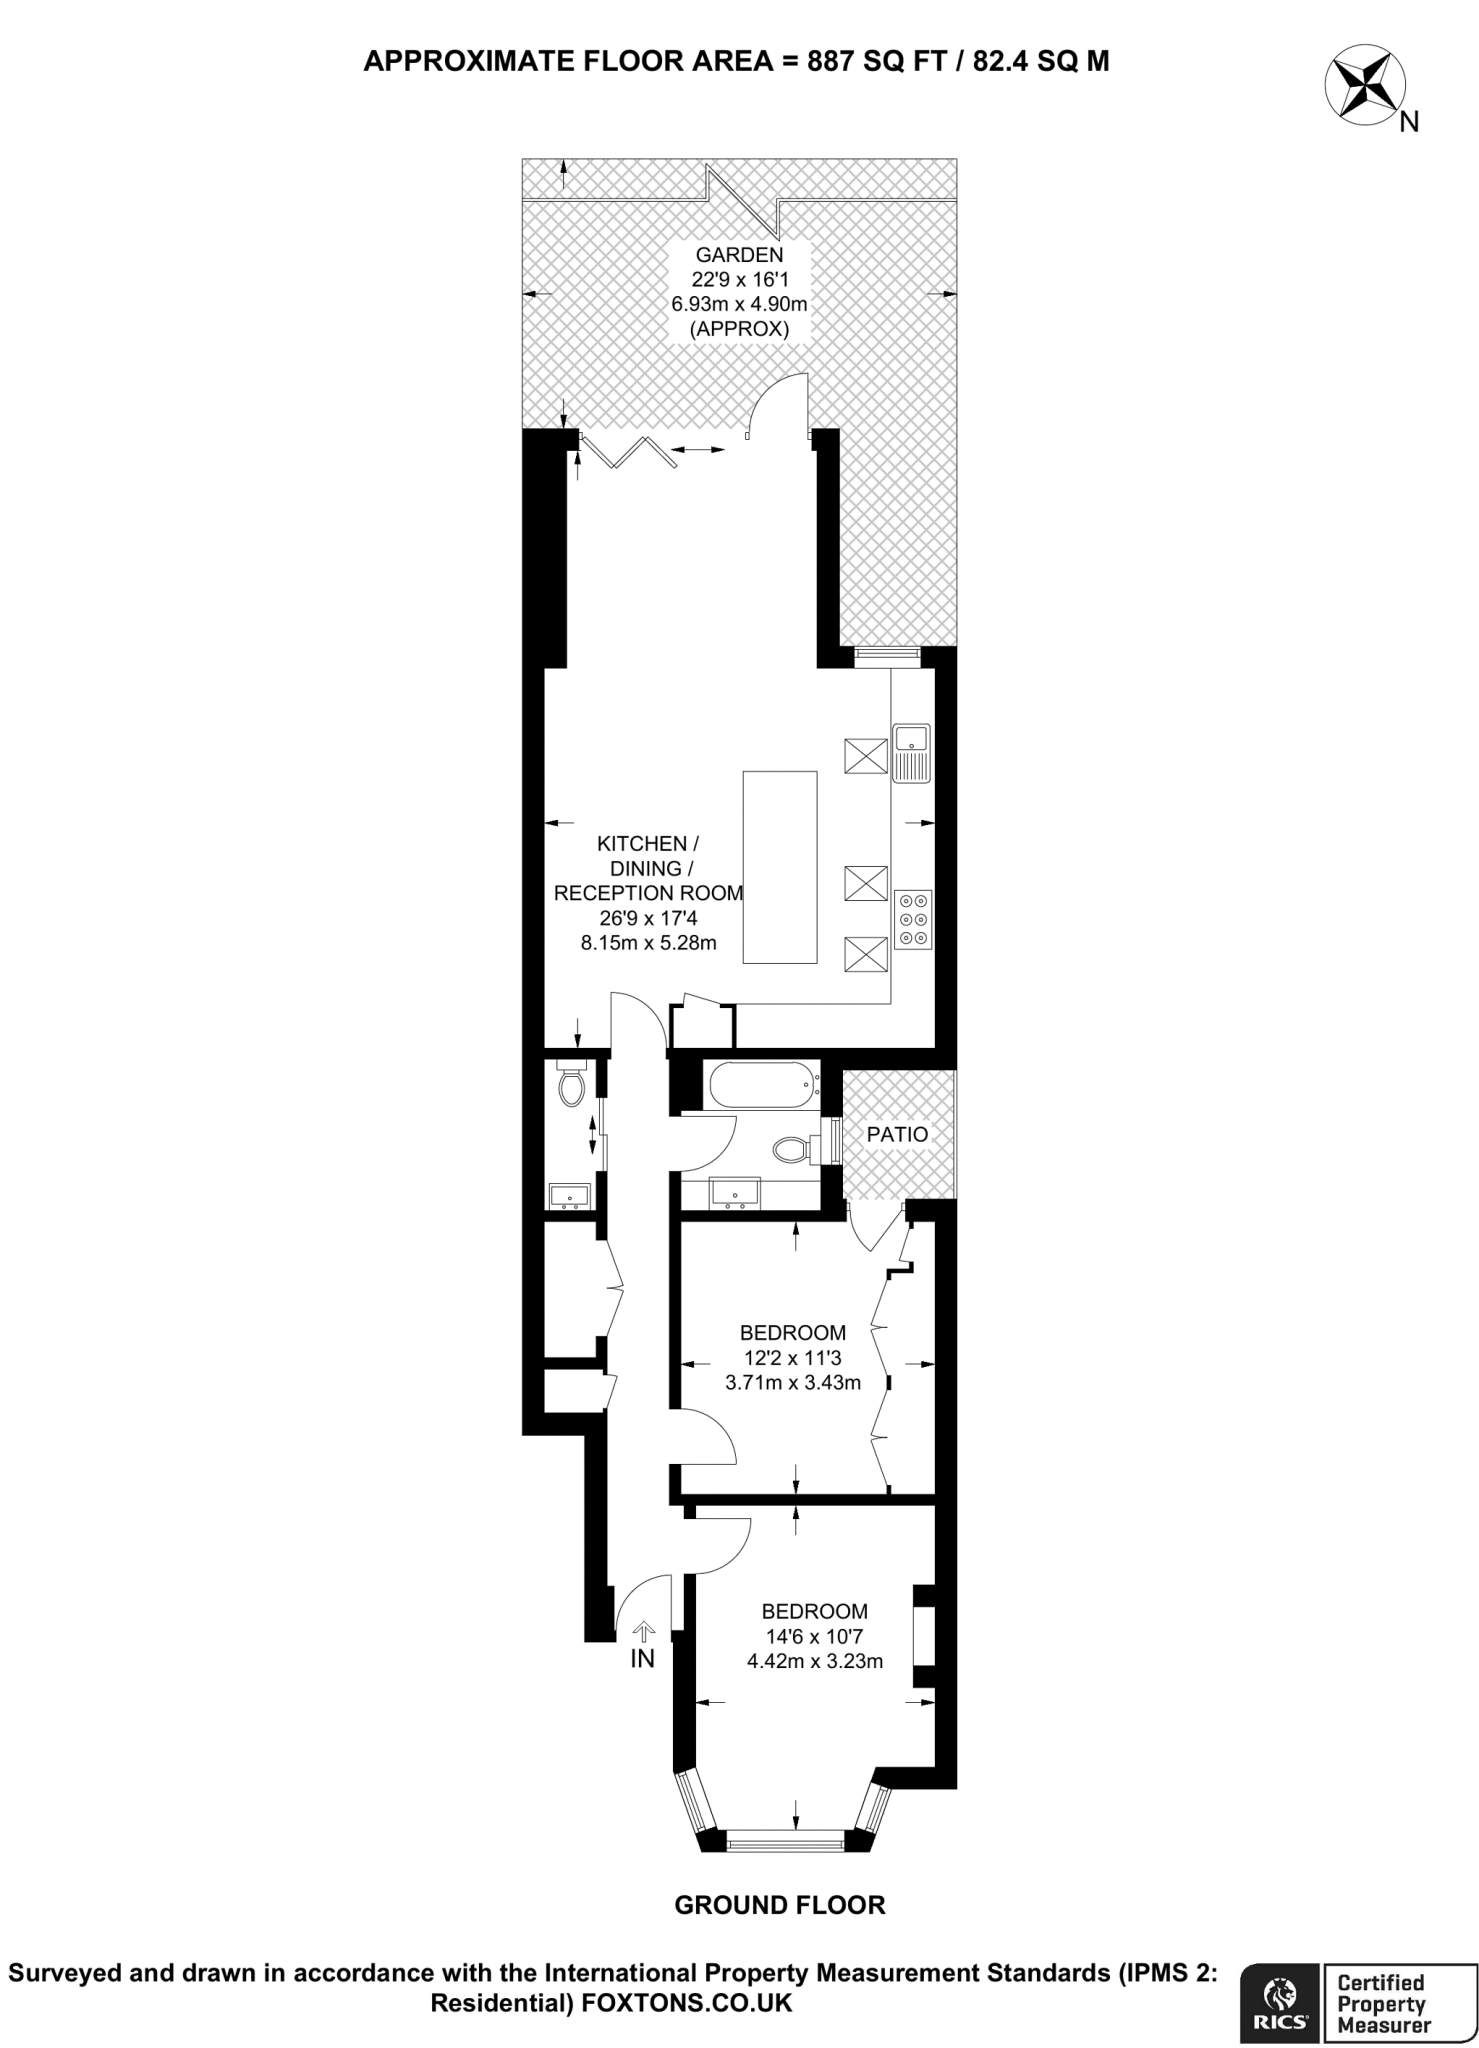 APPROXIMATE FLOOR AREA = 887 SQ FT / 82.4 SQ M
N
GARDEN
22'9 x 16'1
6.93m x 4.90m
(APPROX)
KITCHEN /
DINING /
RECEPTION ROOM
26'9 x 17'4
8.15m x 5.28m
PATIO
BEDROOM
12'2 x 11'3
3.71m x 3.43m
BEDROOM
14'6 x 10'7
4.42m x 3.23m
IN
GROUND FLOOR
Surveyed and drawn in accordance with the International Property Measurement Standards (IPMS 2:
Residential) FOXTONS.CO.UK
RICS
Certified
Property
Measurer